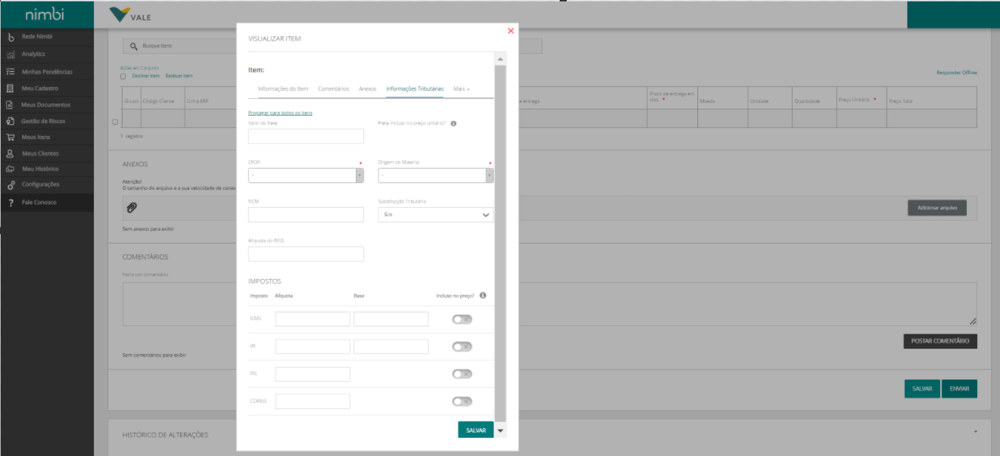 nimbi
VALE
Rede Nimbi
Analytics
Minhas Pendências
Meu Cadastro
Meus Documentos
Gestão de Riscos
Meus Itens
Meus Clientes
Meu Histórico
Configurações
Fale Conosco
Busque Itens
Ações em Conjunto
Declinar item Reativar item
Responder Offline
Grupo Código Cliente Linha ERP
e entrega
Prazo de entrega em dias * Moeda Unidade Quantidade Preço Unitário * Preço Total
1 registro
ANEXOS
Atenção!
O tamanho do arquivo e a sua velocidade de conex
Adicionar arquivo
Sem anexos para exibir
COMENTÁRIOS
Insira um comentário
POSTAR COMENTÁRIO
Sem comentários para exibir
SALVAR ENVIAR
HISTÓRICO DE ALTERAÇÕES
VISUALIZAR ITEM
Item:
Informações do Item Comentários Anexos Informações Tributárias Mais
Propagar para todos os itens
Valor do frete Frete incluso no preço unitário?
CFOP * Origem do Material *
- -
NCM Substituição Tributária
Sim
Alíquota do INSS
IMPOSTOS
Imposto Alíquota Base Incluso no preço?
ICMS
IPI
PIS
COFINS
SALVAR